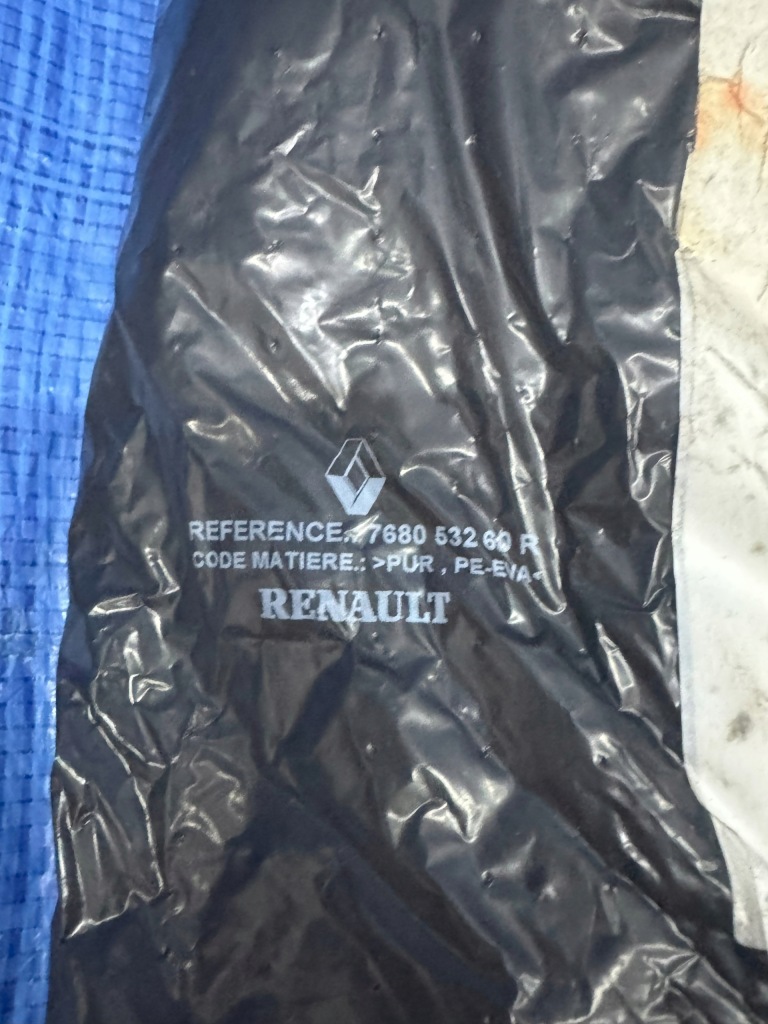 REFERENCE.: 7680 532 60 R
CODE MATIERE.: >PUR , PE-EVA<
RENAULT